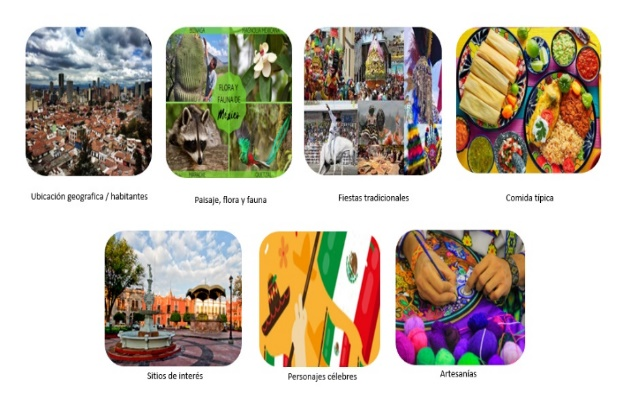 FLORA Y
FAUNA DE
Mexico
Ubicación geografica / habitantes
Paisaje, flora y fauna
Fiestas tradicionales
Comida típica
Sitios de interés
Personajes célebres
Artesanías